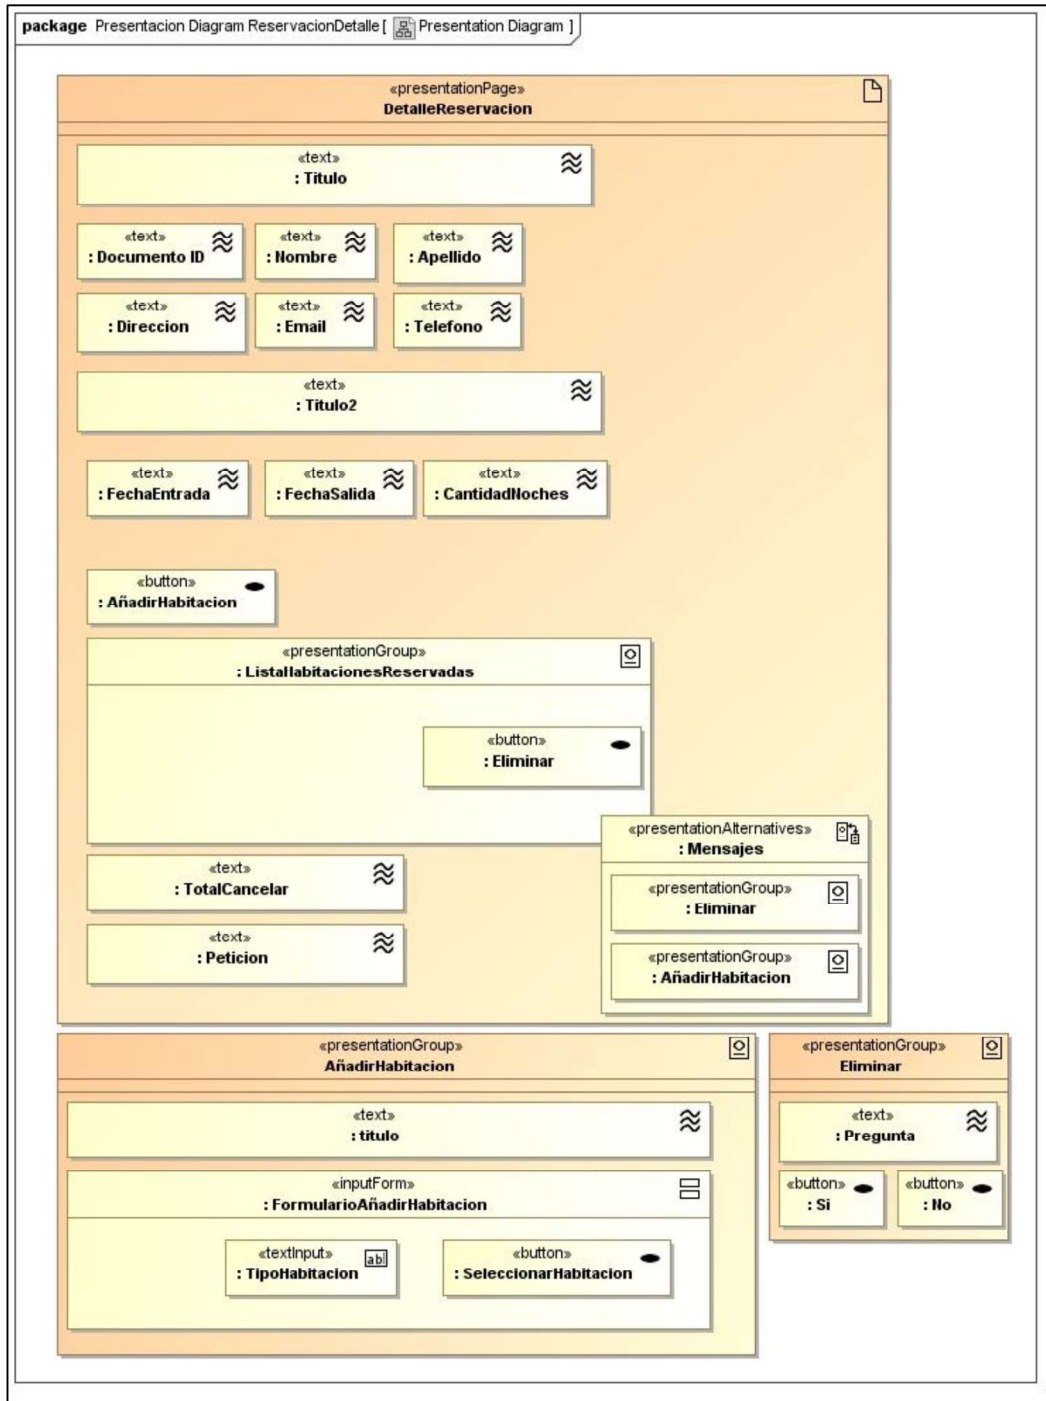 package Presentacion Diagram ReservacionDetalle [ Presentation Diagram ]
«presentationPage»
DetalleReservacion
«text»
: Titulo
«text» «text» «text»
: Documento ID : Nombre : Apellido
«text» «text» «text»
: Direccion : Email : Telefono
«text»
: Titulo2
«text» «text» «text»
: FechaEntrada : FechaSalida : CantidadNoches
«button»
: AñadirHabitacion
«presentationGroup»
: ListaHabitacionesReservadas
«button»
: Eliminar
«presentationAlternatives»
: Mensajes
«presentationGroup»
: Eliminar
«presentationGroup»
: AñadirHabitacion
«text»
: TotalCancelar
«text»
: Peticion
«presentationGroup»
AñadirHabitacion
«text»
: titulo
«inputForm»
: FormularioAñadirHabitacion
«textInput» ab «button»
: TipoHabitacion : SeleccionarHabitacion
«presentationGroup»
Eliminar
«text»
: Pregunta
«button» «button»
: Si : No